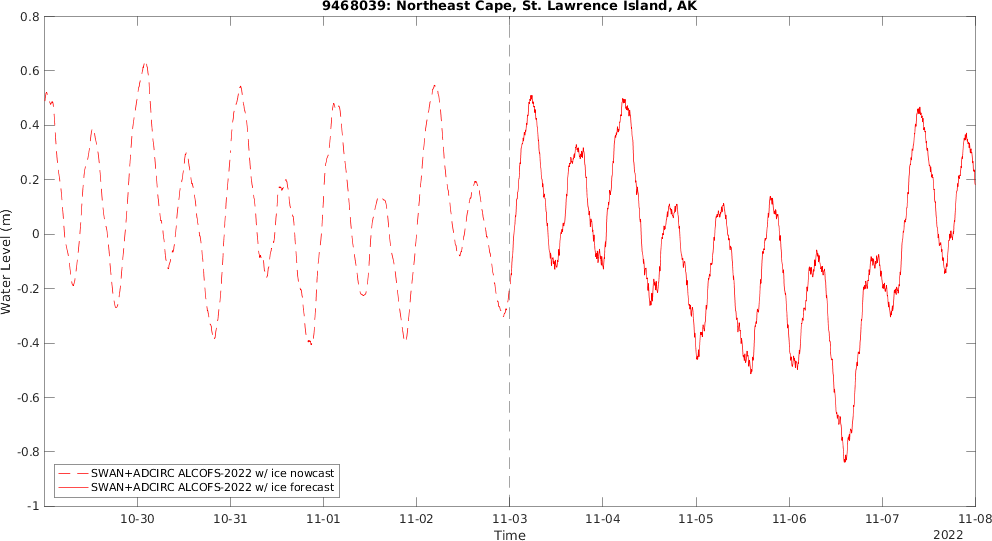 9468039: Northeast Cape, St. Lawrence Island, AK
0.8
0.6
0.4
0.2
0
-0.2
-0.4
-0.6
-0.8
-1
Water Level (m)
SWAN+ADCIRC ALCOFS-2022 w/ ice nowcast
SWAN+ADCIRC ALCOFS-2022 w/ ice forecast
10-30 10-31 11-01 11-02 11-03 11-04 11-05 11-06 11-07 11-08
Time
2022